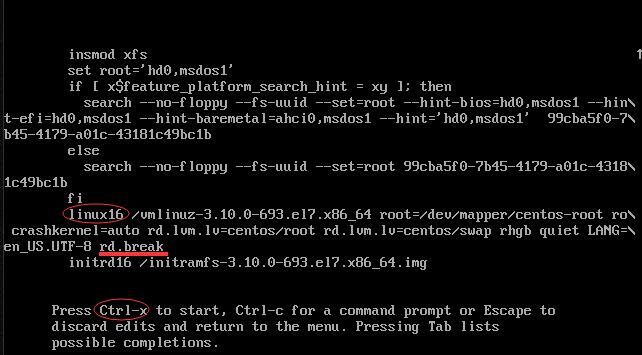 insmod xfs
set root='hd0,msdos1'
if [ x$feature_platform_search_hint = xy ]; then
search --no-floppy --fs-uuid --set=root --hint-bios=hd0,msdos1 --hin\
t-efi=hd0,msdos1 --hint-baremetal=ahci0,msdos1 --hint='hd0,msdos1'  99cba5f0-7\
b45-4179-a01c-43181c49bc1b
else
search --no-floppy --fs-uuid --set=root 99cba5f0-7b45-4179-a01c-4318\
1c49bc1b
fi
linux16 /vmlinuz-3.10.0-693.el7.x86_64 root=/dev/mapper/centos-root ro\
crashkernel=auto rd.lvm.lv=centos/root rd.lvm.lv=centos/swap rhgb quiet LANG=\
en_US.UTF-8 rd.break
initrd16 /initramfs-3.10.0-693.el7.x86_64.img
Press Ctrl-x to start, Ctrl-c for a command prompt or Escape to
discard edits and return to the menu. Pressing Tab lists
possible completions.